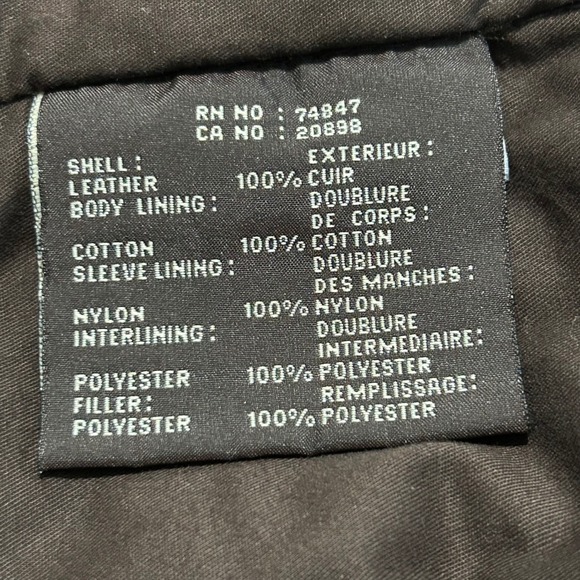 RN NO : 74847
CA NO : 20898
SHELL: EXTERIEUR:
LEATHER 100% CUIR
BODY LINING: DOUBLURE
DE CORPS:
COTTON 100% COTTON
SLEEVE LINING: DOUBLURE
DES MANCHES:
NYLON 100% NYLON
INTERLINING: DOUBLURE
INTERMEDIAIRE:
POLYESTER 100% POLYESTER
FILLER: REMPLISSAGE:
POLYESTER 100% POLYESTER